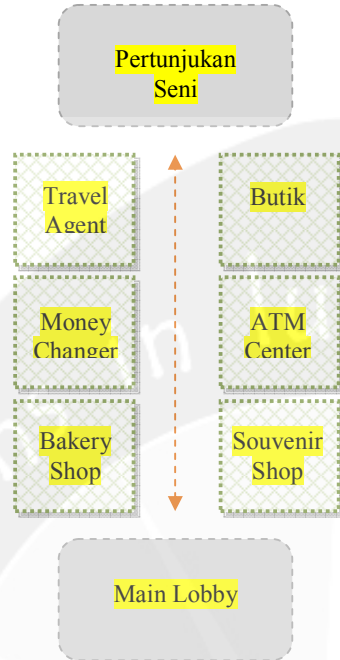 Pertunjukan
Seni
Travel
Agent
Butik
Money
Changer
ATM
Center
Bakery
Shop
Souvenir
Shop
Main Lobby